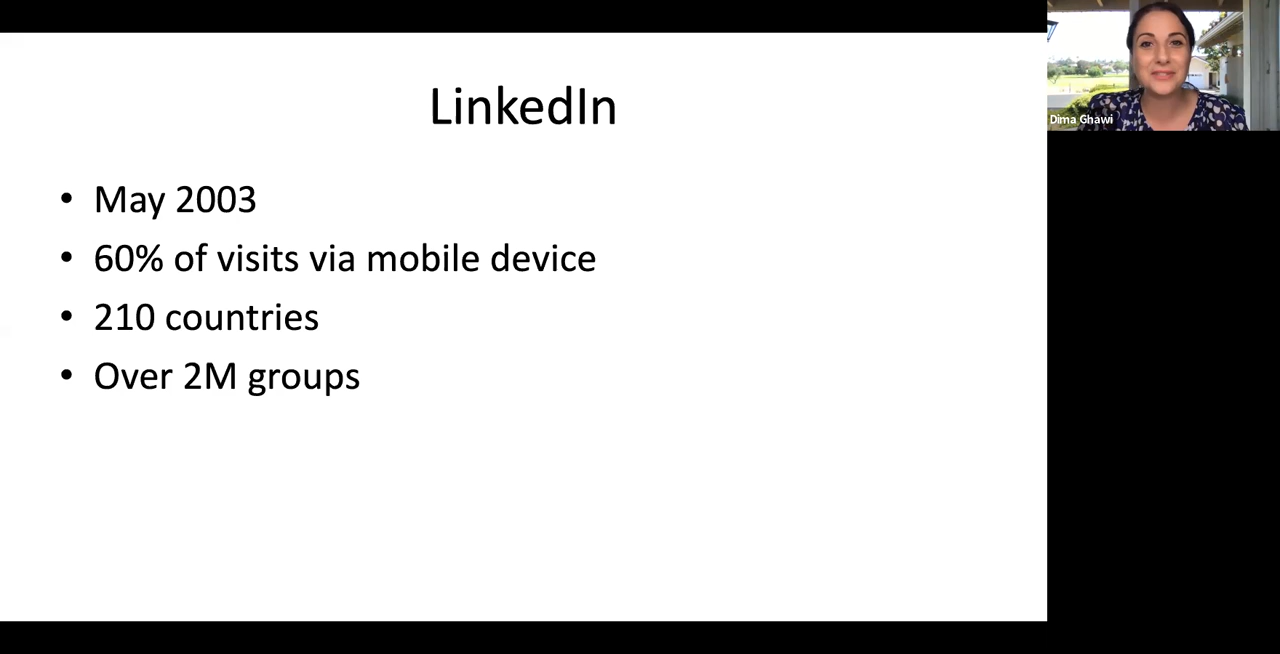 LinkedIn
• May 2003
• 60% of visits via mobile device
• 210 countries
• Over 2M groups
Dima Ghawi